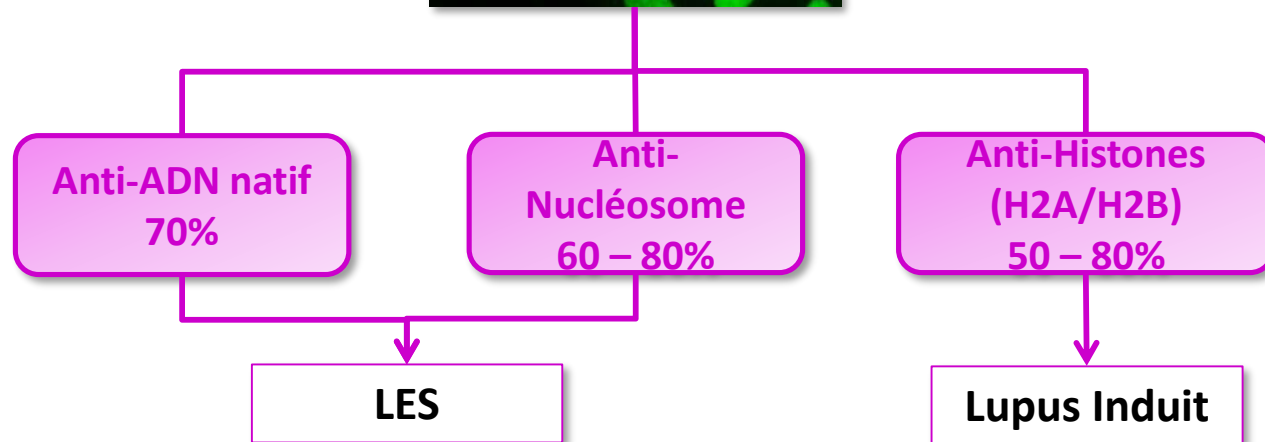 Anti-ADN natif
70%
Anti-
Nucléosome
60 – 80%
Anti-Histones
(H2A/H2B)
50 – 80%
LES
Lupus Induit